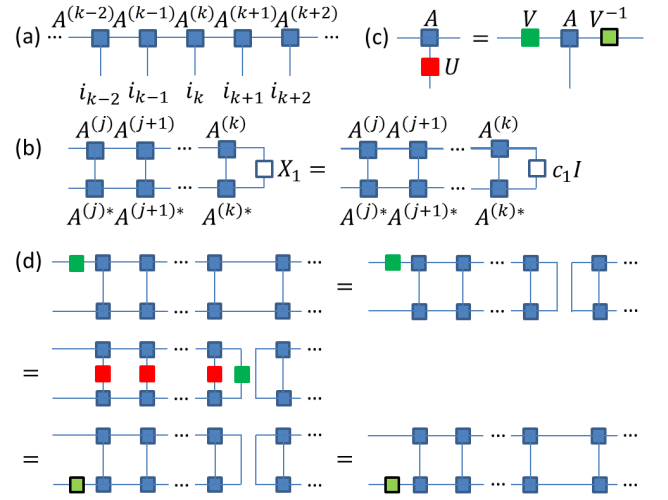 (a) A^(k-2) A^(k-1) A^(k) A^(k+1) A^(k+2)
... ...
i_{k-2} i_{k-1} i_k i_{k+1} i_{k+2}
(c) A = V A V^{-1}
U
(b) A^(j) A^(j+1) ... A^(k) X_1 = A^(j) A^(j+1) ... A^(k) c_1 I
A^(j)* A^(j+1)* ... A^(k)* A^(j)* A^(j+1)* ... A^(k)*
(d) ... ... = ... ...
... ... ... ...
= ... ...
... ...
= ... ... = ... ...
... ... ... ...